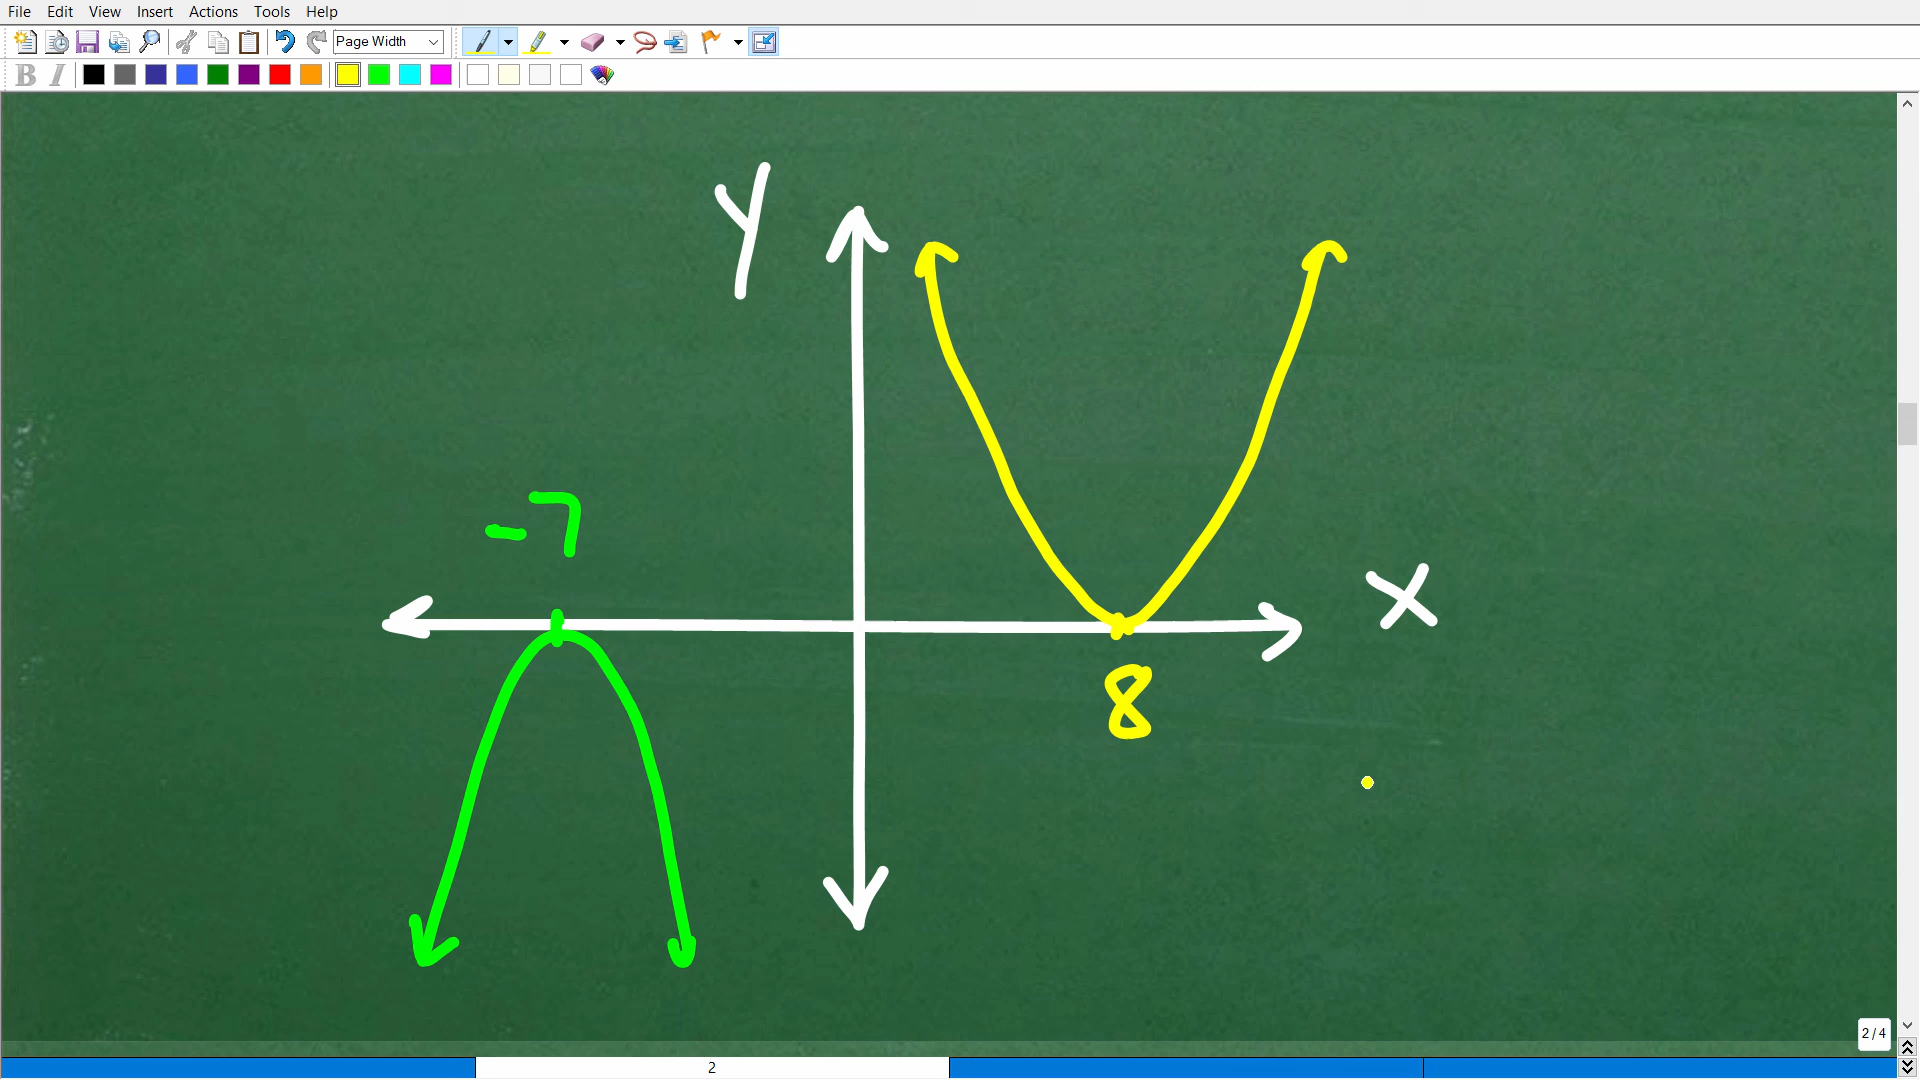 File Edit View Insert Actions Tools Help
Page Width
B I
Y
-7
X
8
2 / 4
2